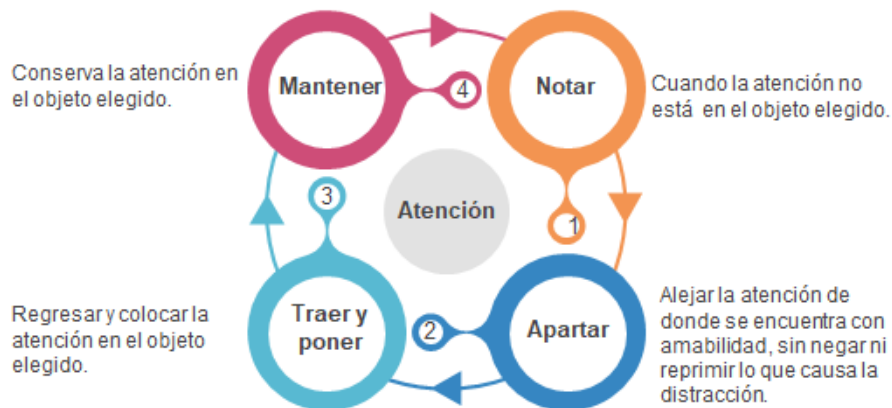 Mantener
Conserva la atención en
el objeto elegido.
4
Notar
Cuando la atención no
está en el objeto elegido.
1
Atención
Apartar
Alejar la atención de
donde se encuentra con
amabilidad, sin negar ni
reprimir lo que causa la
distracción.
2
Traer y
poner
Regresar y colocar la
atención en el objeto
elegido.
3